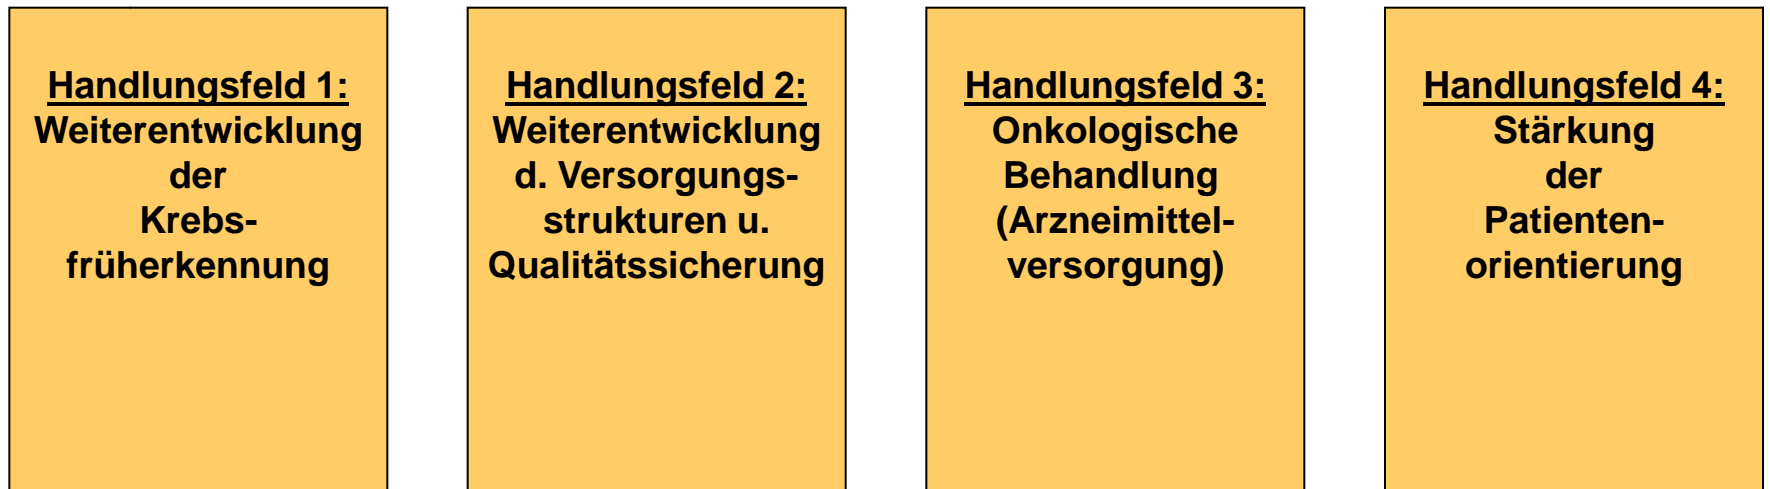 Handlungsfeld 1:
Weiterentwicklung
der
Krebs-
früherkennung
Handlungsfeld 2:
Weiterentwicklung
d. Versorgungs-
strukturen u.
Qualitätssicherung
Handlungsfeld 3:
Onkologische
Behandlung
(Arzneimittel-
versorgung)
Handlungsfeld 4:
Stärkung
der
Patienten-
orientierung